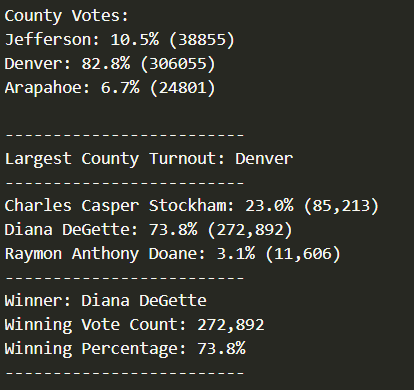 County Votes:
Jefferson: 10.5% (38855)
Denver: 82.8% (306055)
Arapahoe: 6.7% (24801)
-------------------------
Largest County Turnout: Denver
-------------------------
Charles Casper Stockham: 23.0% (85,213)
Diana DeGette: 73.8% (272,892)
Raymon Anthony Doane: 3.1% (11,606)
-------------------------
Winner: Diana DeGette
Winning Vote Count: 272,892
Winning Percentage: 73.8%
-------------------------